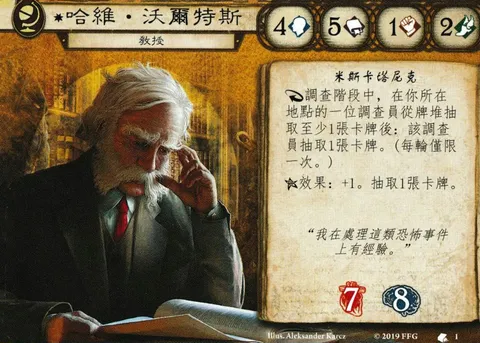 哈維·沃爾特斯
教授
4 5 1 2
米斯卡塔尼克
調查階段中，在你所在
地點的一位調查員從牌堆抽
取至少1張卡牌後：該調查
員抽取1張卡牌。（每輪僅限
一次。）
效果：+1。抽取1張卡牌。
“我在處理這類恐怖事件
上有經驗。”
7 8
Illus. Aleksander Karcz © 2019 FFG 1